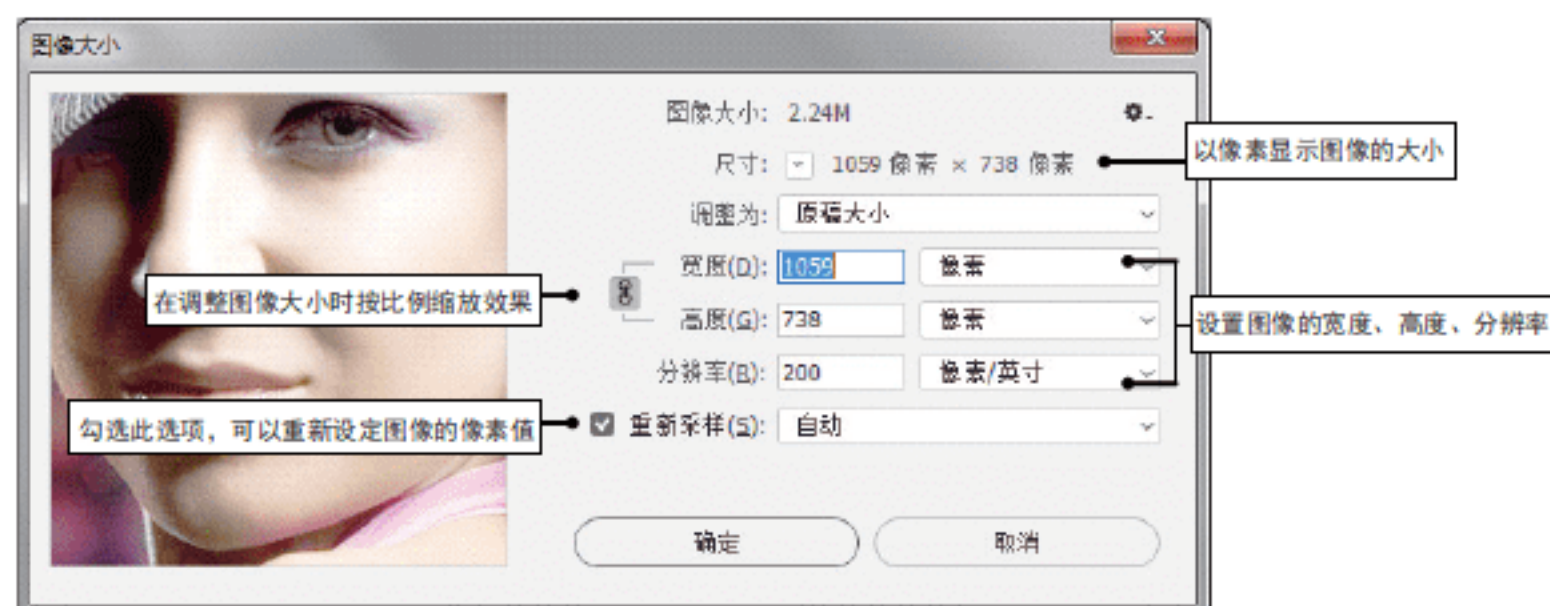 图像大小
图像大小: 2.24M
尺寸: 1059 像素 × 738 像素
以像素显示图像的大小
调整为: 原稿大小
宽度(D): 1059 像素
在调整图像大小时按比例缩放效果
高度(G): 738 像素
设置图像的宽度、高度、分辨率
分辨率(R): 200 像素/英寸
勾选此选项，可以重新设定图像的像素值
重新采样(S): 自动
确定 取消